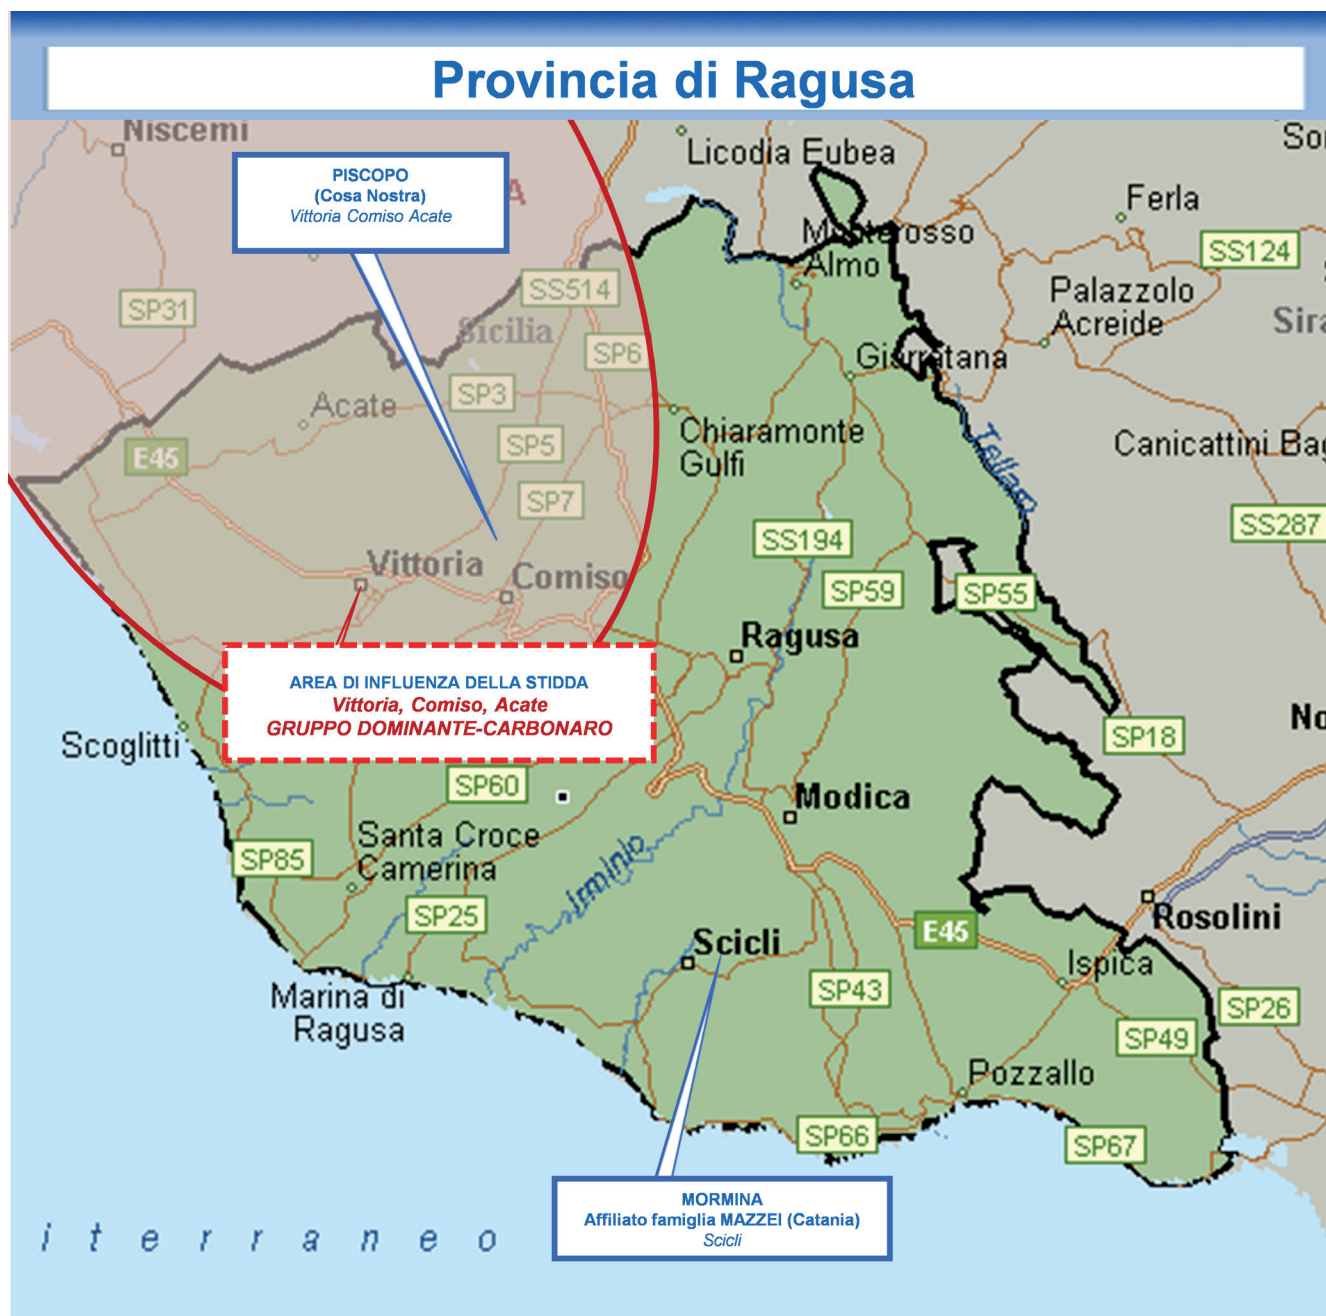 Provincia di Ragusa
Niscemi
Licodia Eubea
Ferla
PISCOPO
(Cosa Nostra)
Vittoria Comiso Acate
Monterosso
Almo
SS124
Palazzolo
Acreide
SS514
SP31
Sicilia
SP6
Giarratana
SP3
Acate
Chiaramonte
Gulfi
SP5
E45
Tellaro
Canicattini
SP7
SS194
SS287
Vittoria
Comiso
SP59
SP55
Ragusa
AREA DI INFLUENZA DELLA STIDDA
Vittoria, Comiso, Acate
GRUPPO DOMINANTE-CARBONARO
Scoglitti
SP18
SP60
Modica
Santa Croce
Camerina
SP85
Irminio
SP25
Rosolini
E45
Scicli
Ispica
Marina di
Ragusa
SP43
SP26
SP49
Pozzallo
SP66
SP67
MORMINA
Affiliato famiglia MAZZEI (Catania)
Scicli
i t e r r a n e o